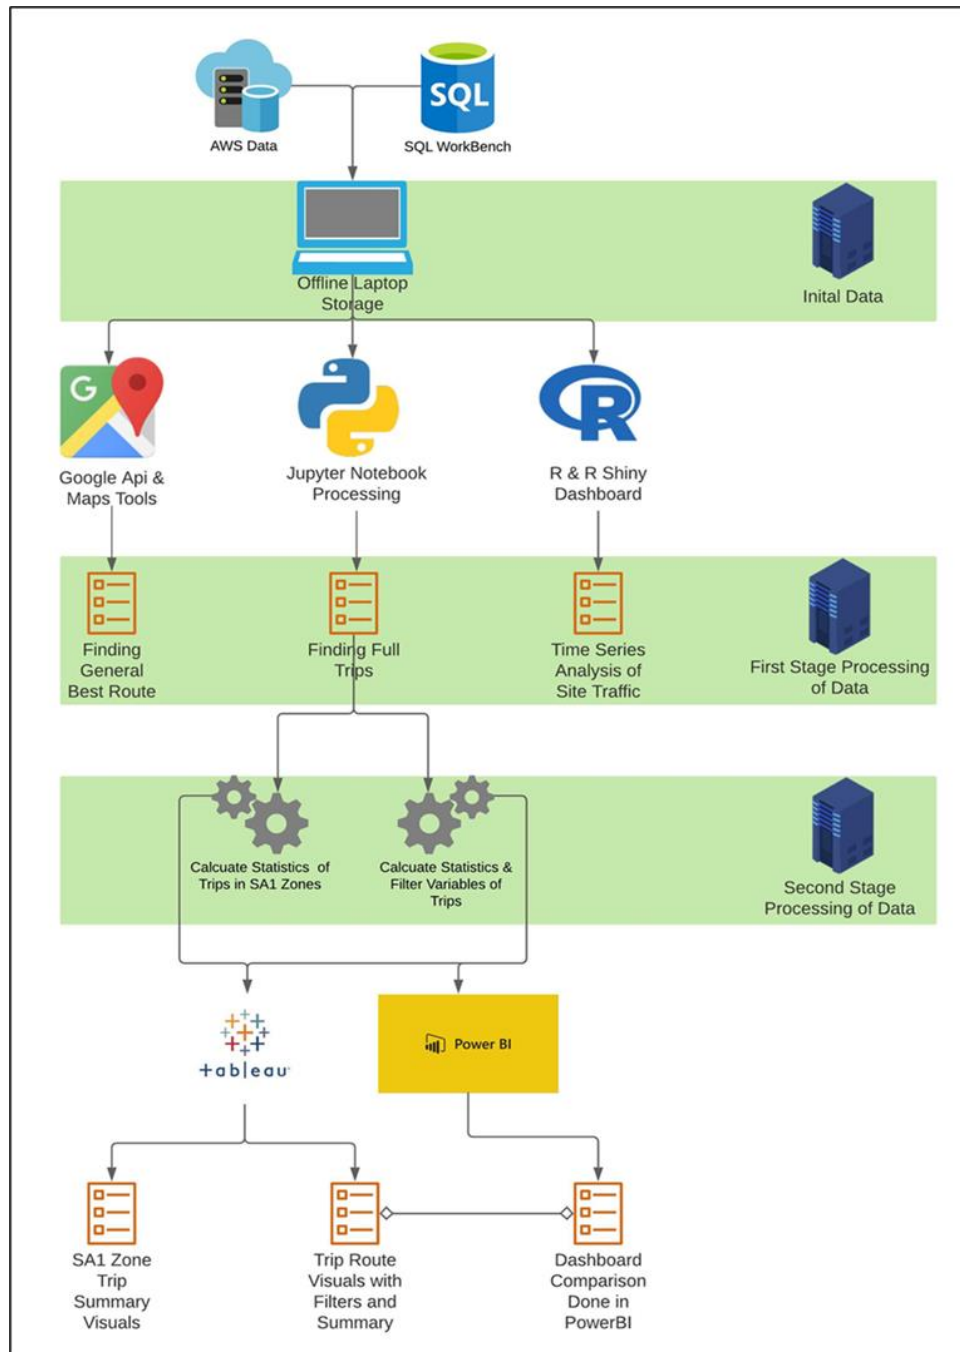 SQL
AWS Data
SQL WorkBench
Offline Laptop
Storage
Inital Data
G
R
Google Api &
Maps Tools
Jupyter Notebook
Processing
R & R Shiny
Dashboard
Finding
General
Best Route
Finding Full
Trips
Time Series
Analysis of
Site Traffic
First Stage Processing
of Data
Calcuate Statistics of
Trips in SA1 Zones
Calcuate Statistics &
Filter Variables of
Trips
Second Stage
Processing of Data
+ableau
Power BI
SA1 Zone
Trip
Summary
Visuals
Trip Route
Visuals with
Filters and
Summary
Dashboard
Comparison
Done in
PowerBI